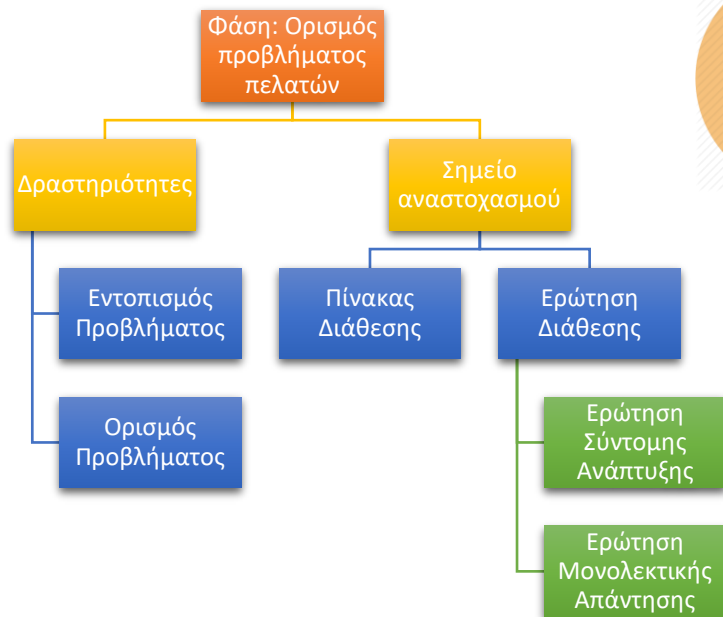 Φάση: Ορισμός
προβλήματος
πελατών
Δραστηριότητες
Σημείο
αναστοχασμού
Εντοπισμός
Προβλήματος
Πίνακας
Διάθεσης
Ερώτηση
Διάθεσης
Ορισμός
Προβλήματος
Ερώτηση
Σύντομης
Ανάπτυξης
Ερώτηση
Μονολεκτικής
Απάντησης